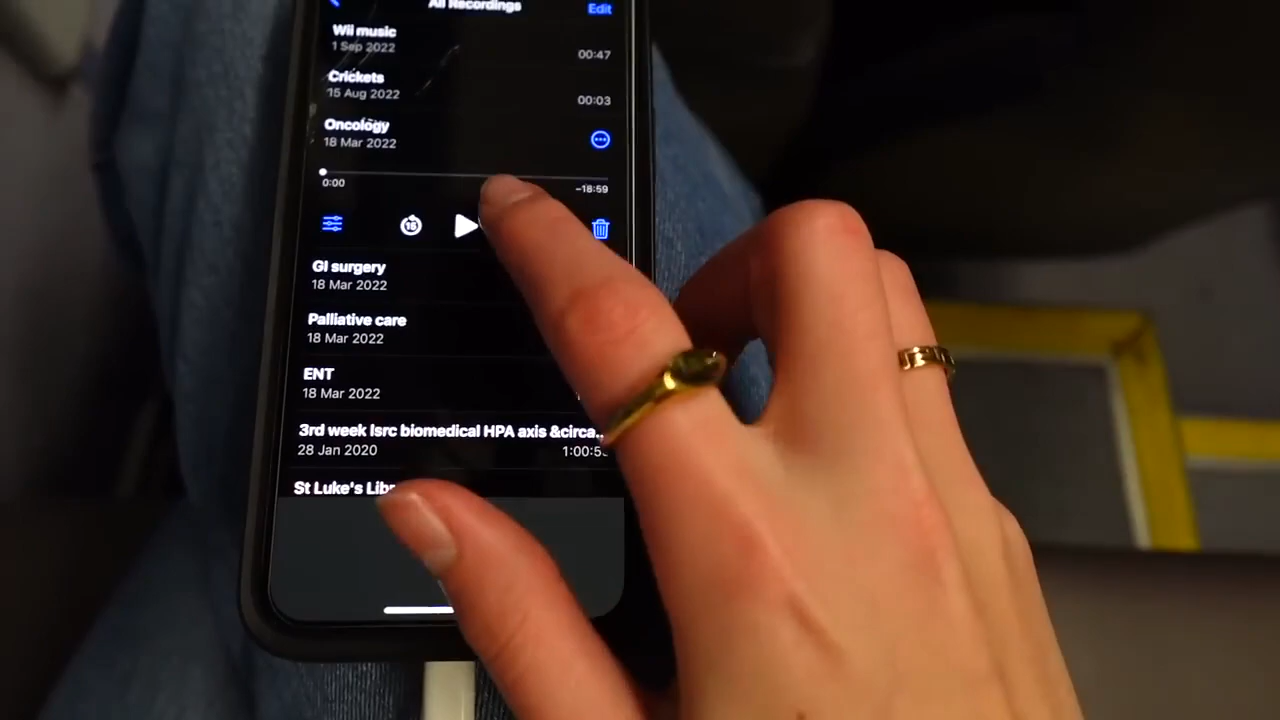 All Recordings
Edit
Wii music
1 Sep 2022
00:47
Crickets
15 Aug 2022
00:03
Oncology
18 Mar 2022
0:00
-18:59
15
GI surgery
18 Mar 2022
Palliative care
18 Mar 2022
ENT
18 Mar 2022
3rd week lsrc biomedical HPA axis &circa...
28 Jan 2020
1:00:5
St Luke's Libr